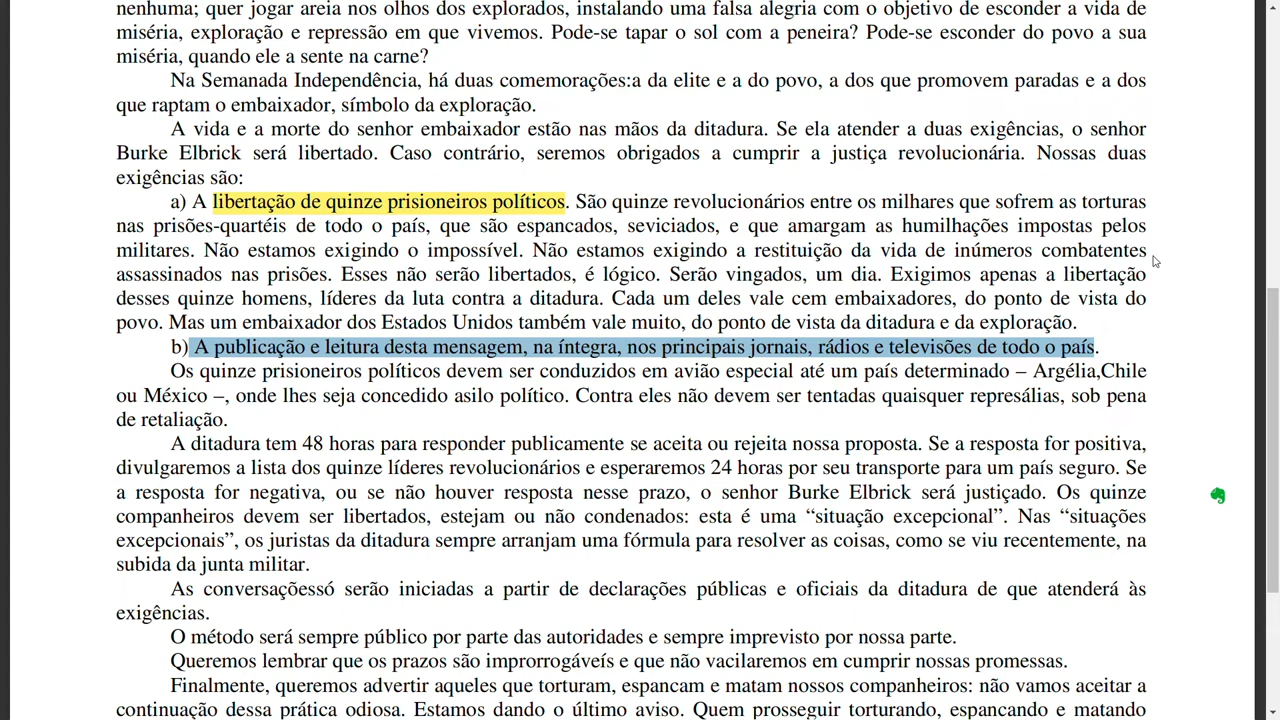 nenhuma; quer jogar areia nos olhos dos explorados, instalando uma falsa alegria com o objetivo de esconder a vida de
miséria, exploração e repressão em que vivemos. Pode-se tapar o sol com a peneira? Pode-se esconder do povo a sua
miséria, quando ele a sente na carne?
Na Semanada Independência, há duas comemorações:a da elite e a do povo, a dos que promovem paradas e a dos
que raptam o embaixador, símbolo da exploração.
A vida e a morte do senhor embaixador estão nas mãos da ditadura. Se ela atender a duas exigências, o senhor
Burke Elbrick será libertado. Caso contrário, seremos obrigados a cumprir a justiça revolucionária. Nossas duas
exigências são:
a) A libertação de quinze prisioneiros políticos. São quinze revolucionários entre os milhares que sofrem as torturas
nas prisões-quartéis de todo o país, que são espancados, seviciados, e que amargam as humilhações impostas pelos
militares. Não estamos exigindo o impossível. Não estamos exigindo a restituição da vida de inúmeros combatentes
assassinados nas prisões. Esses não serão libertados, é lógico. Serão vingados, um dia. Exigimos apenas a libertação
desses quinze homens, líderes da luta contra a ditadura. Cada um deles vale cem embaixadores, do ponto de vista do
povo. Mas um embaixador dos Estados Unidos também vale muito, do ponto de vista da ditadura e da exploração.
b) A publicação e leitura desta mensagem, na íntegra, nos principais jornais, rádios e televisões de todo o país.
Os quinze prisioneiros políticos devem ser conduzidos em avião especial até um país determinado – Argélia,Chile
ou México –, onde lhes seja concedido asilo político. Contra eles não devem ser tentadas quaisquer represálias, sob pena
de retaliação.
A ditadura tem 48 horas para responder publicamente se aceita ou rejeita nossa proposta. Se a resposta for positiva,
divulgaremos a lista dos quinze líderes revolucionários e esperaremos 24 horas por seu transporte para um país seguro. Se
a resposta for negativa, ou se não houver resposta nesse prazo, o senhor Burke Elbrick será justiçado. Os quinze
companheiros devem ser libertados, estejam ou não condenados: esta é uma “situação excepcional”. Nas “situações
excepcionais”, os juristas da ditadura sempre arranjam uma fórmula para resolver as coisas, como se viu recentemente, na
subida da junta militar.
As conversaçõessó serão iniciadas a partir de declarações públicas e oficiais da ditadura de que atenderá às
exigências.
O método será sempre público por parte das autoridades e sempre imprevisto por nossa parte.
Queremos lembrar que os prazos são improrrogáveís e que não vacilaremos em cumprir nossas promessas.
Finalmente, queremos advertir aqueles que torturam, espancam e matam nossos companheiros: não vamos aceitar a
continuação dessa prática odiosa. Estamos dando o último aviso. Quem prosseguir torturando, espancando e matando